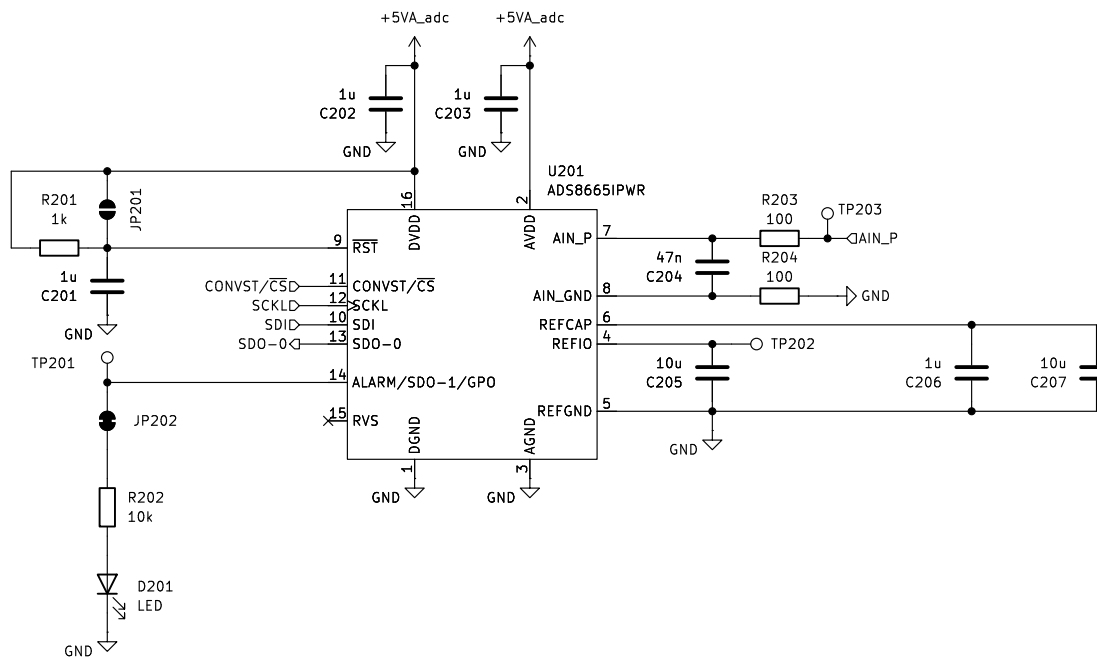 +5VA_adc
+5VA_adc
1u
C202
1u
C203
GND
GND
U201
ADS8665IPWR
R201
1k
JP201
16
DVDD
2
AVDD
R203
100
TP203
AIN_P
7
AIN_P
9
RST
47n
C204
R204
100
1u
C201
CONVST/CS
11
CONVST/CS
AIN_GND
8
GND
SCKL
12
SCKL
SDI
10
SDI
REFCAP
6
GND
SDO-0
13
SDO-0
REFIO
4
TP202
TP201
10u
C205
1u
C206
10u
C207
14
ALARM/SDO-1/GPO
JP202
15
RVS
REFGND
5
DGND
1
AGND
3
GND
GND
GND
R202
10k
D201
LED
GND